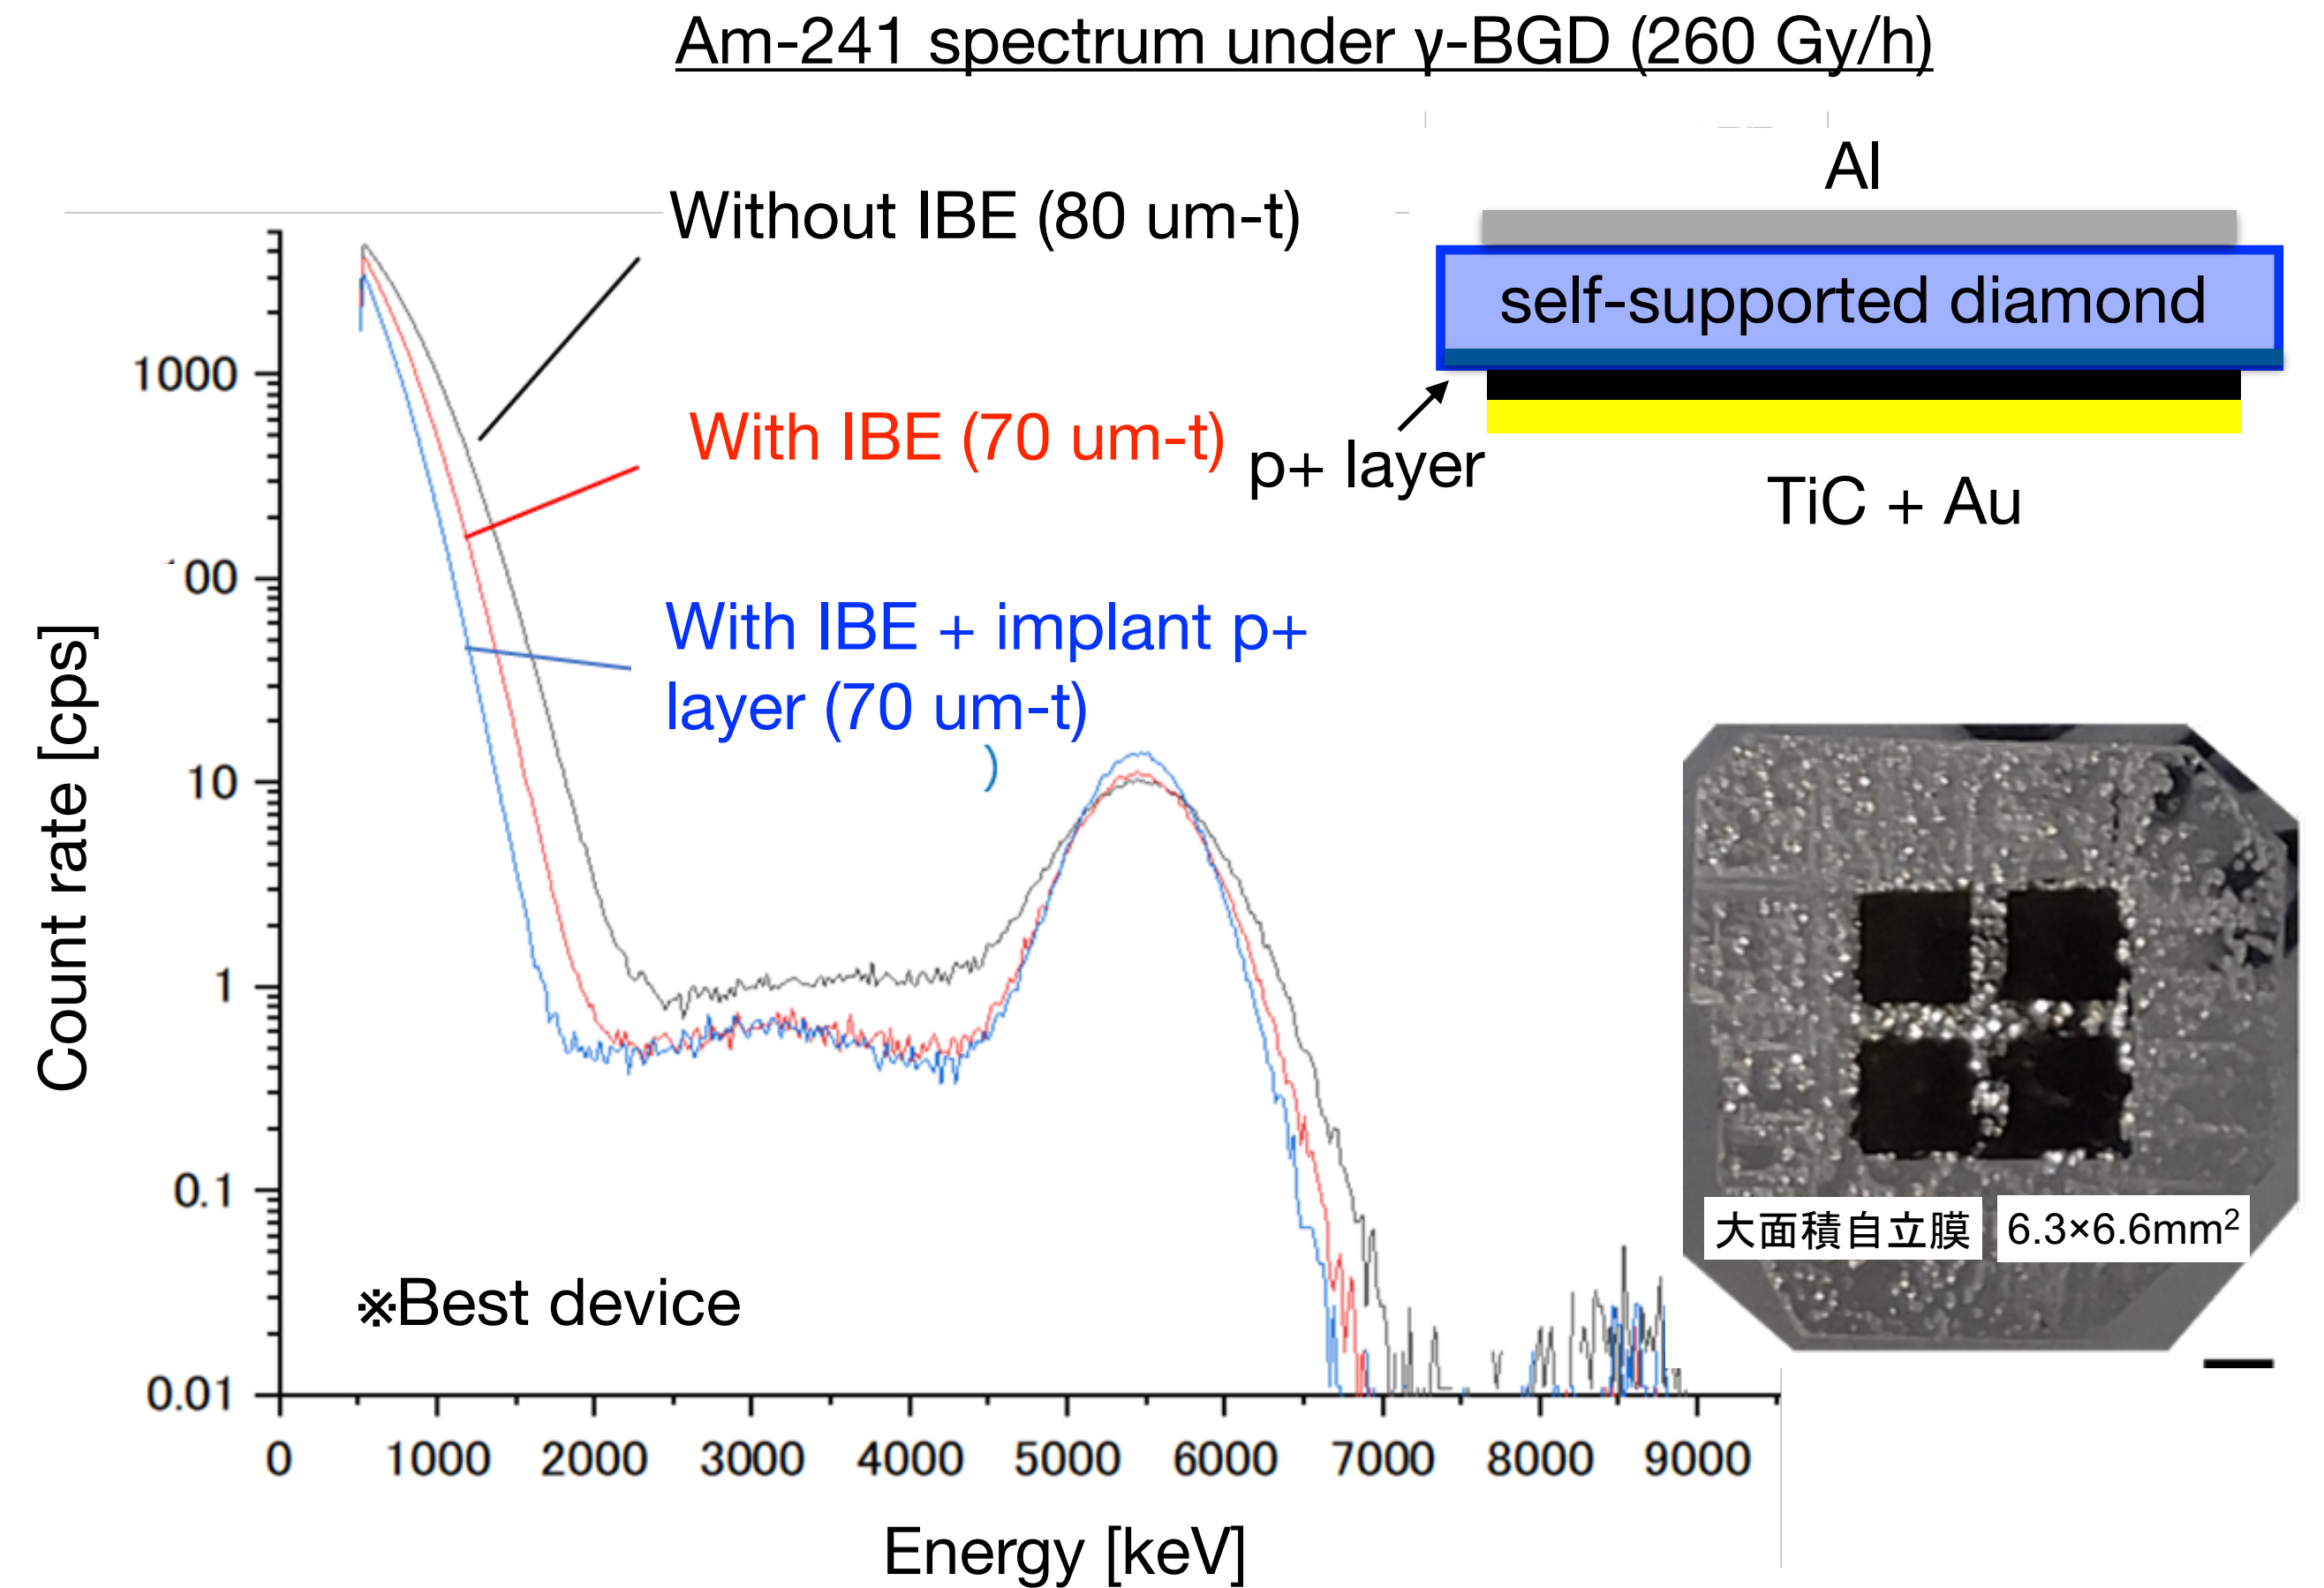 Am-241 spectrum under γ-BGD (260 Gy/h)
Without IBE (80 um-t)
With IBE (70 um-t)
With IBE + implant p+
layer (70 um-t)
)
Al
self-supported diamond
p+ layer
TiC + Au
Count rate [cps]
1000
00
10
1
0.1
0.01
※Best device
0 1000 2000 3000 4000 5000 6000 7000 8000 9000
Energy [keV]
大面積自立膜
6.3×6.6mm²